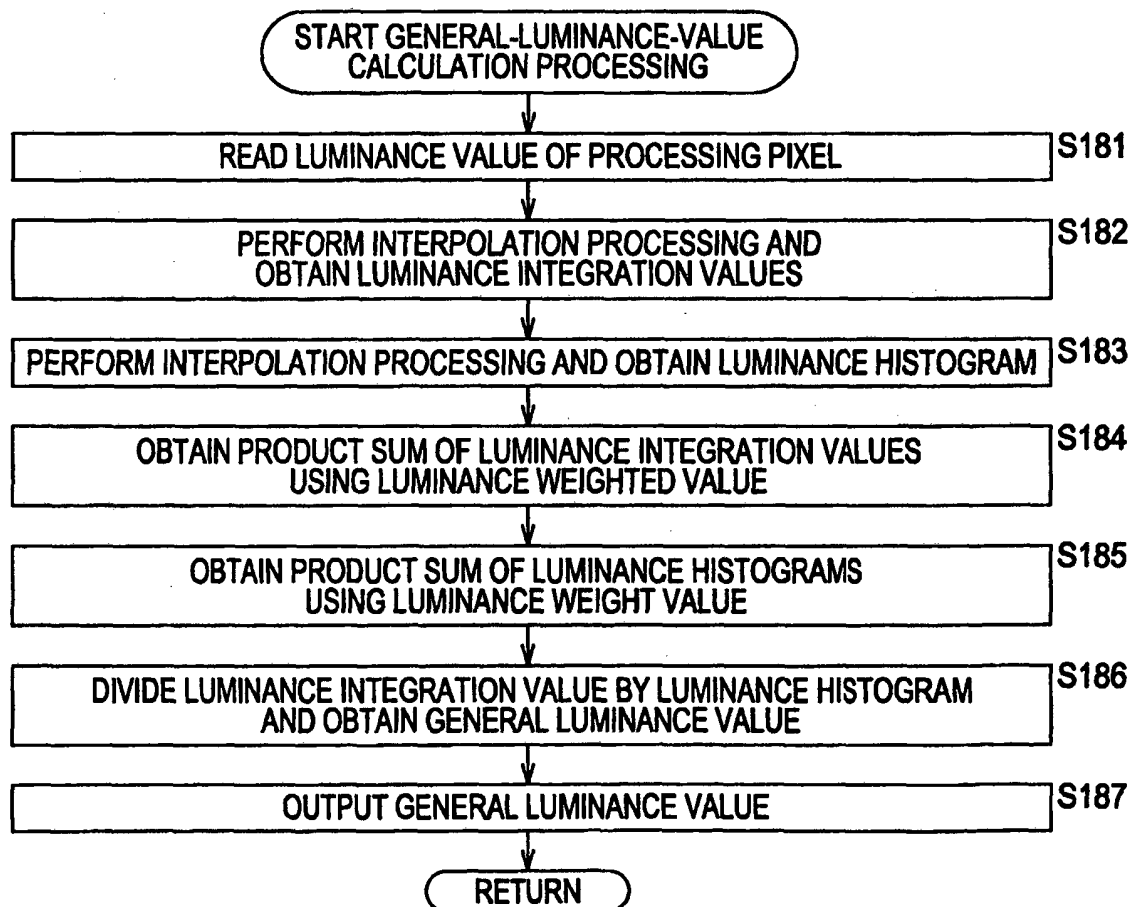 START GENERAL-LUMINANCE-VALUE
CALCULATION PROCESSING
READ LUMINANCE VALUE OF PROCESSING PIXEL
S181
PERFORM INTERPOLATION PROCESSING AND
OBTAIN LUMINANCE INTEGRATION VALUES
S182
PERFORM INTERPOLATION PROCESSING AND OBTAIN LUMINANCE HISTOGRAM
S183
OBTAIN PRODUCT SUM OF LUMINANCE INTEGRATION VALUES
USING LUMINANCE WEIGHTED VALUE
S184
OBTAIN PRODUCT SUM OF LUMINANCE HISTOGRAMS
USING LUMINANCE WEIGHT VALUE
S185
DIVIDE LUMINANCE INTEGRATION VALUE BY LUMINANCE HISTOGRAM
AND OBTAIN GENERAL LUMINANCE VALUE
S186
OUTPUT GENERAL LUMINANCE VALUE
S187
RETURN